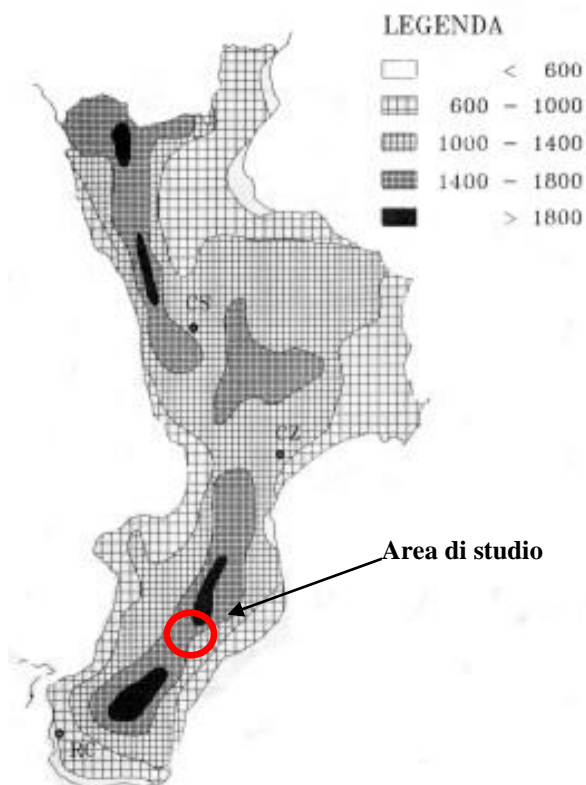 LEGENDA
< 600
600 - 1000
1000 - 1400
1400 - 1800
> 1800
CS
CZ
Area di studio
RC